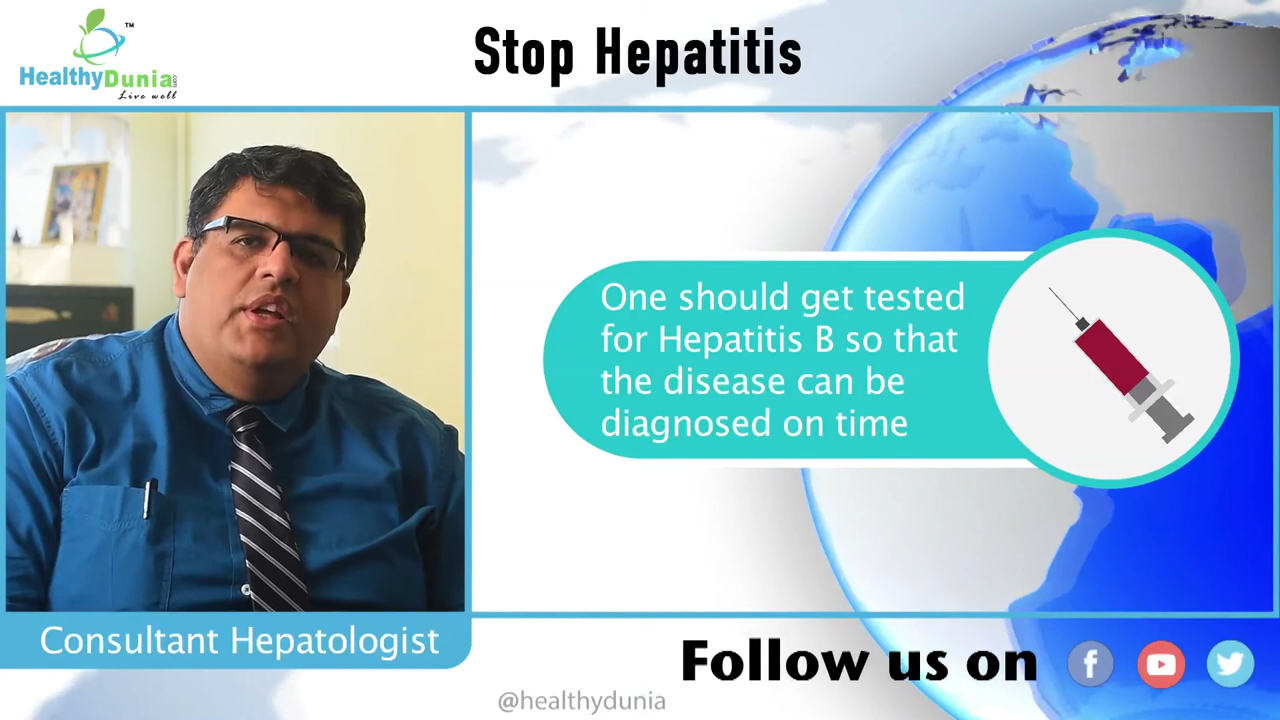 HealthyDunia.com
Live well
™
Stop Hepatitis
One should get tested
for Hepatitis B so that
the disease can be
diagnosed on time
Consultant Hepatologist
Follow us on
@healthydunia